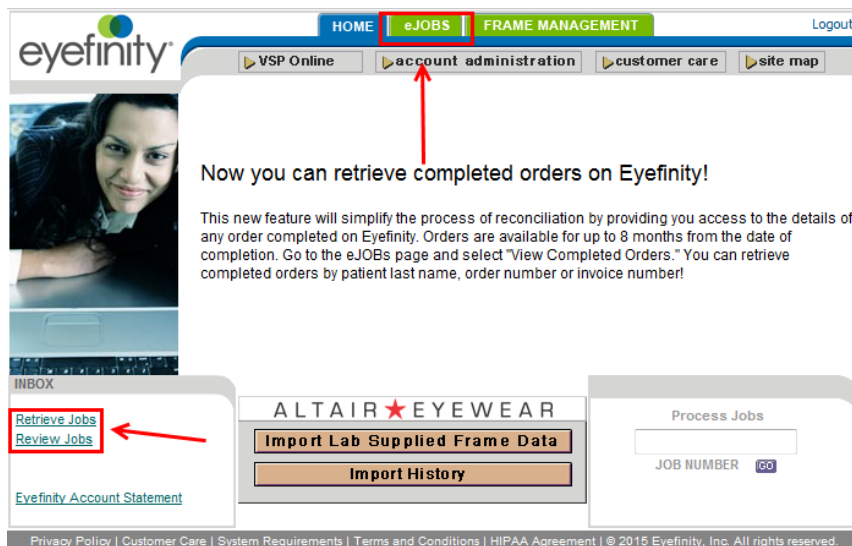 HOME eJOBS FRAME MANAGEMENT Logout
eyefinity
VSP Online account administration customer care site map
Now you can retrieve completed orders on Eyefinity!
This new feature will simplify the process of reconciliation by providing you access to the details of
any order completed on Eyefinity. Orders are available for up to 8 months from the date of
completion. Go to the eJOBs page and select "View Completed Orders." You can retrieve
completed orders by patient last name, order number or invoice number!
INBOX
Retrieve Jobs
Review Jobs
Eyefinity Account Statement
ALTAIR EYEWEAR
Import Lab Supplied Frame Data
Import History
Process Jobs
JOB NUMBER GO
Privacy Policy | Customer Care | System Requirements | Terms and Conditions | HIPAA Agreement | © 2015 Eyefinity, Inc. All rights reserved.